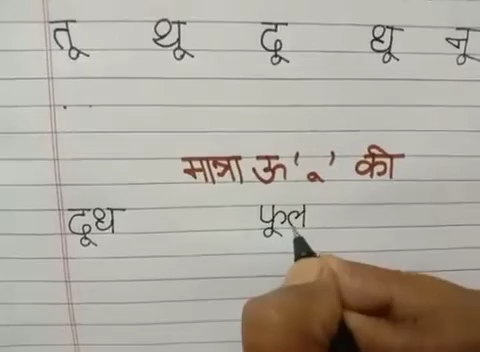 तू थू दू धू नू
मात्रा ऊ ' ू ' की
दूध फूल